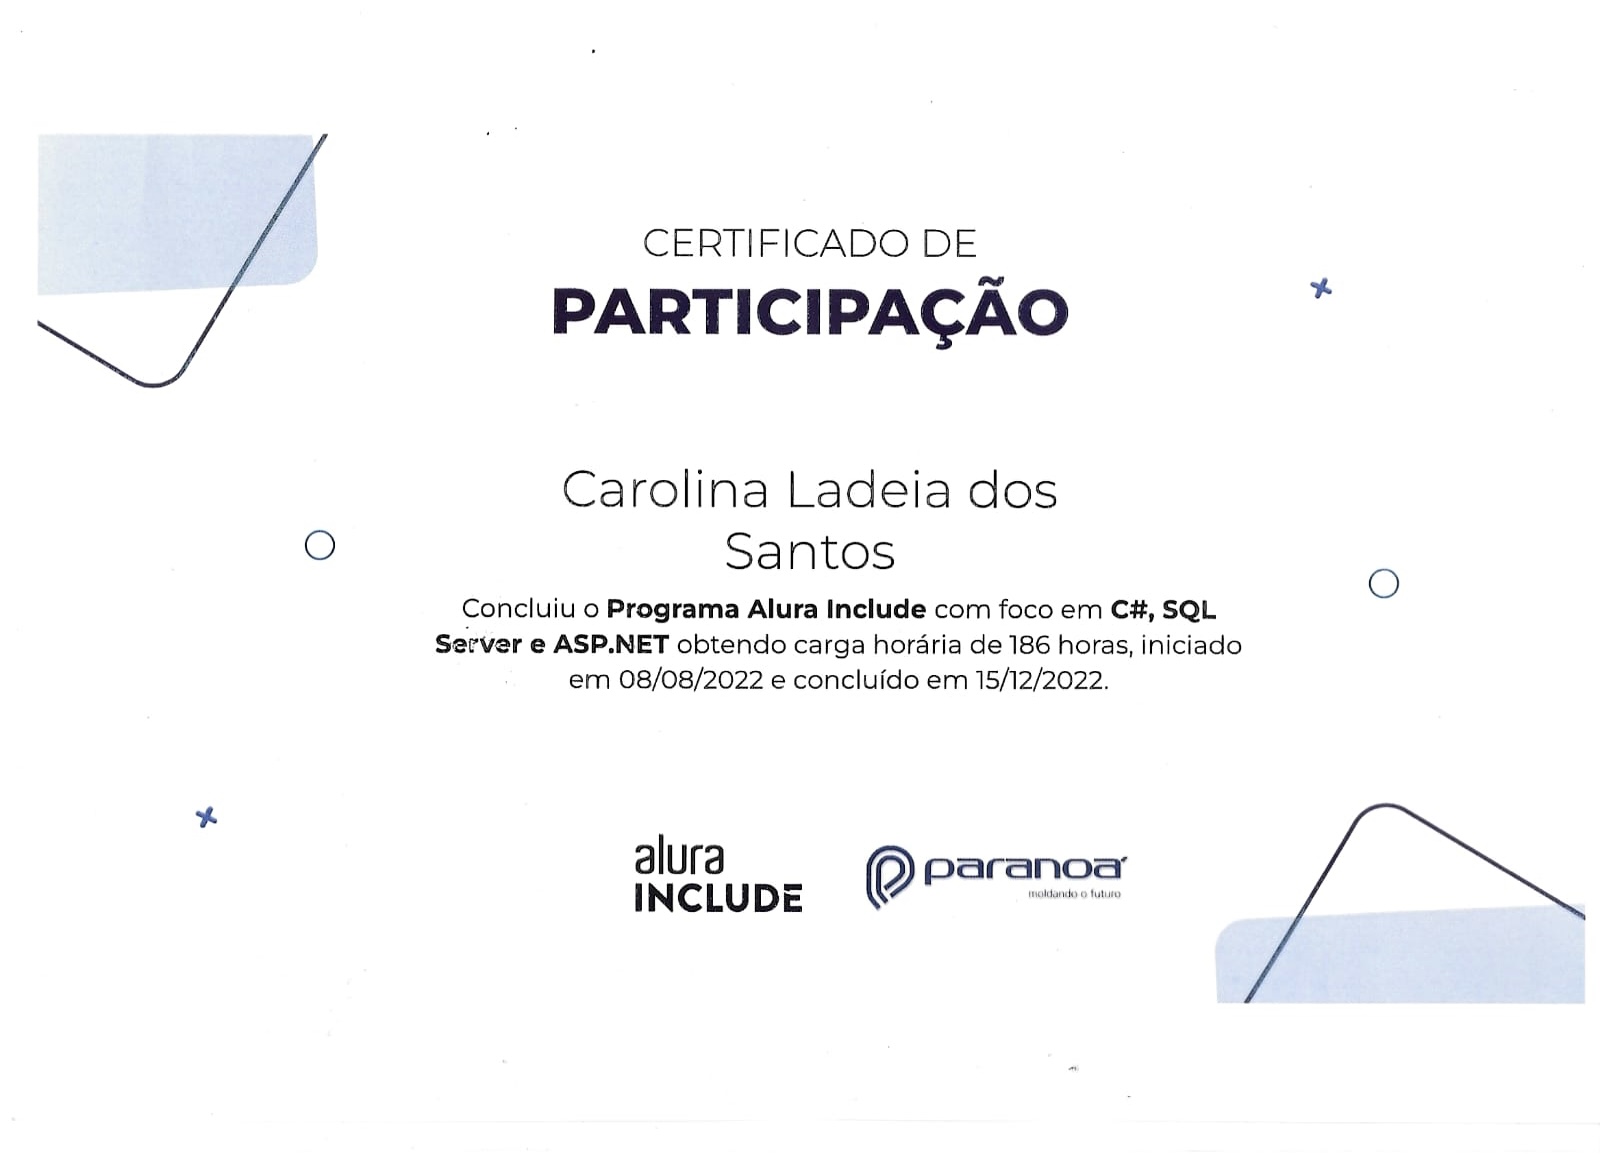 CERTIFICADO DE
PARTICIPAÇÃO
Carolina Ladeia dos
Santos
Concluiu o Programa Alura Include com foco em C#, SQL
Server e ASP.NET obtendo carga horária de 186 horas, iniciado
em 08/08/2022 e concluído em 15/12/2022.
alura
INCLUDE
paranoá
moldando o futuro